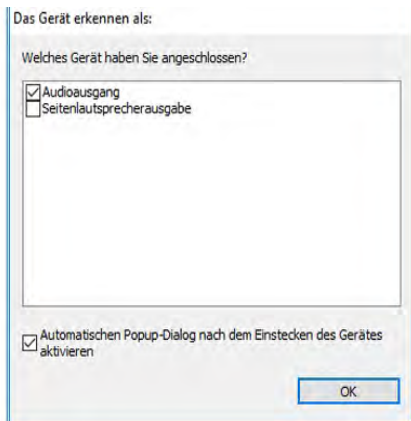 Das Gerät erkennen als:
Welches Gerät haben Sie angeschlossen?
Audioausgang
Seitenlautsprecherausgabe
Automatischen Popup-Dialog nach dem Einstecken des Gerätes
aktivieren
OK